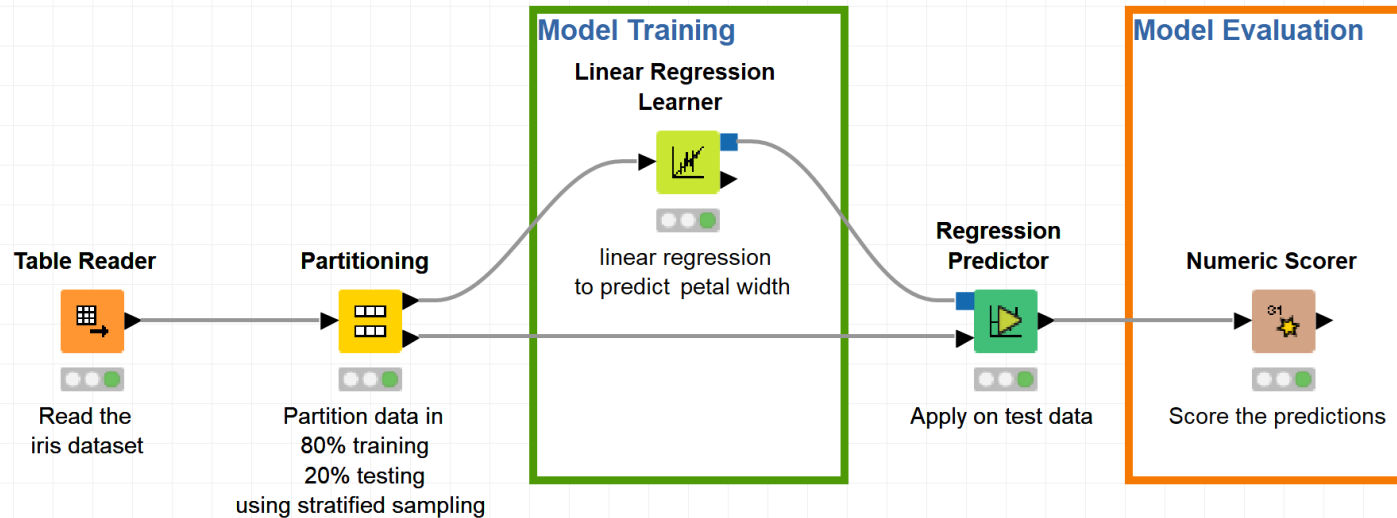 Model Training
Model Evaluation
Linear Regression
Learner
linear regression
to predict petal width
Table Reader
Read the
iris dataset
Partitioning
Partition data in
80% training
20% testing
using stratified sampling
Regression
Predictor
Apply on test data
Numeric Scorer
Score the predictions